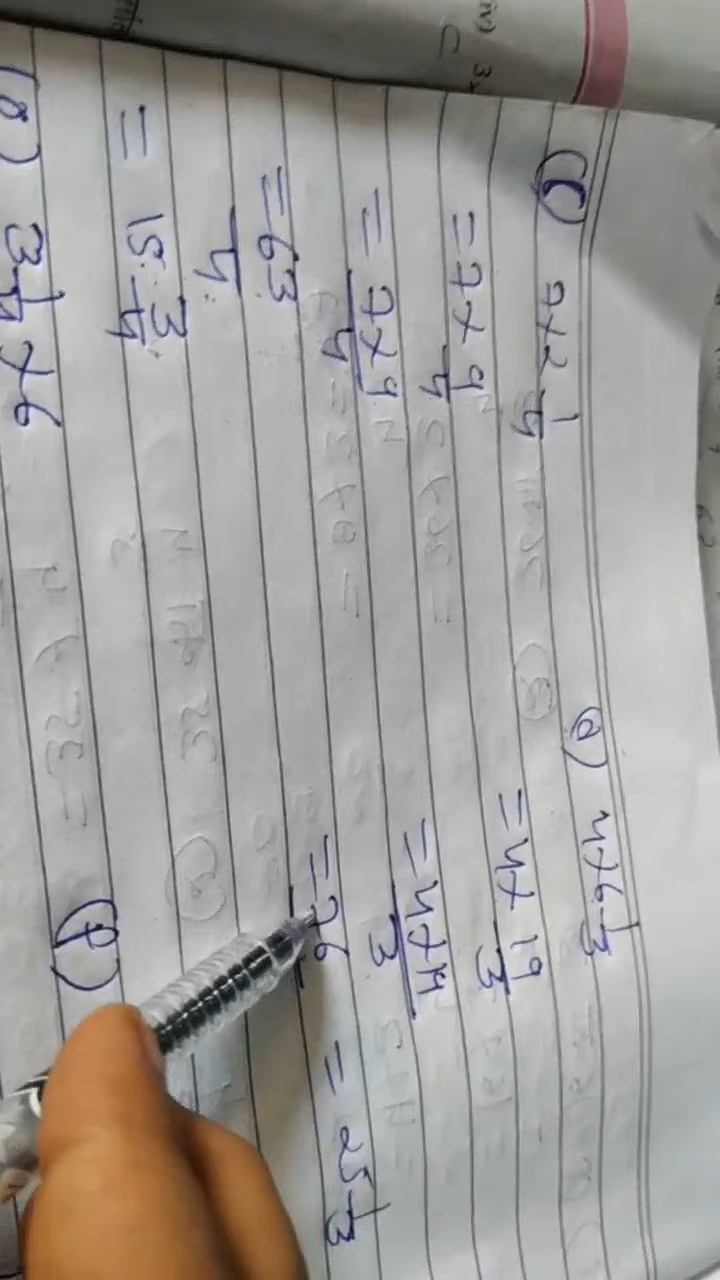 (c) 7×2 1/4
= 7 × 9/4
= 7×9/4
= 63/4
= 15 3/4
(a) 4×6 1/3
= 4× 19/3
= 4×19/3
= 76 = 25 1/3
3 1/4 × 6
(f)